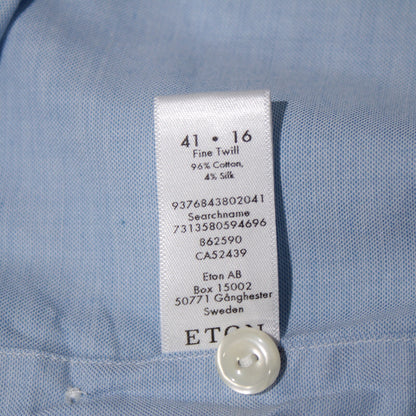 41 • 16
Fine Twill
96% Cotton,
4% Silk
9376843802041
Searchname
7313580594696
862590
CA52439
Eton AB
Box 15002
50771 Gånghester
Sweden
ETON